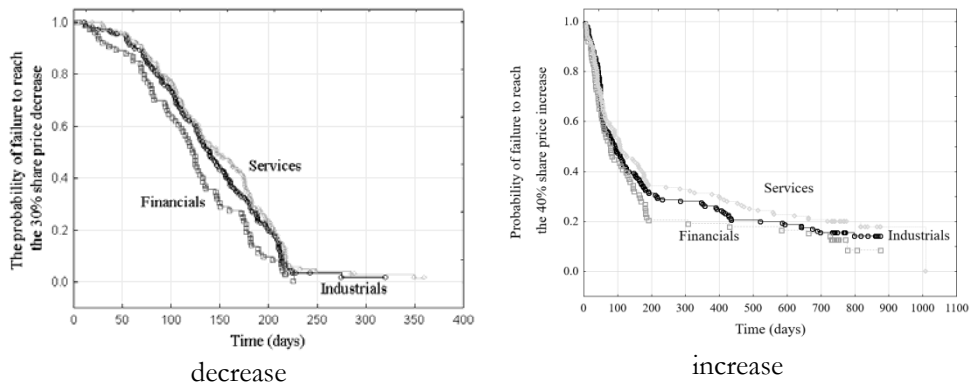 The probability of failure to reach
the 30% share price decrease
1.0
0.8
0.6
0.4
0.2
0.0
Services
Financials
Industrials
0 50 100 150 200 250 300 350 400
Time (days)
decrease
Probability of failure to reach
the 40% share price increase
1.0
0.8
0.6
0.4
0.2
0.0
Services
Financials
Industrials
0 100 200 300 400 500 600 700 800 900 1000 1100
Time (days)
increase